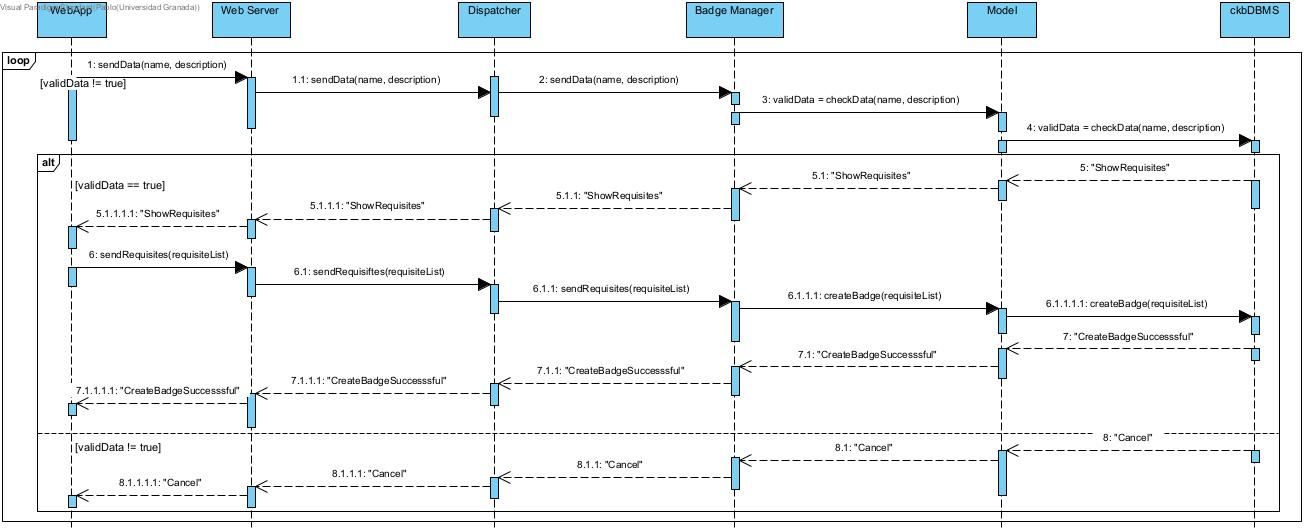 Visual Paradigm Standard(Pablo(Universidad Granada))
WebApp
Web Server
Dispatcher
Badge Manager
Model
ckbDBMS
loop
[validData != true]
1: sendData(name, description)
1.1: sendData(name, description)
2: sendData(name, description)
3: validData = checkData(name, description)
4: validData = checkData(name, description)
alt
[validData == true]
5: "ShowRequisites"
5.1: "ShowRequisites"
5.1.1: "ShowRequisites"
5.1.1.1: "ShowRequisites"
5.1.1.1.1: "ShowRequisites"
6: sendRequisites(requisiteList)
6.1: sendRequisiftes(requisiteList)
6.1.1: sendRequisites(requisiteList)
6.1.1.1: createBadge(requisiteList)
6.1.1.1.1: createBadge(requisiteList)
7: "CreateBadgeSuccesssful"
7.1: "CreateBadgeSuccesssful"
7.1.1: "CreateBadgeSuccesssful"
7.1.1.1: "CreateBadgeSuccesssful"
7.1.1.1.1: "CreateBadgeSuccesssful"
[validData != true]
8: "Cancel"
8.1: "Cancel"
8.1.1: "Cancel"
8.1.1.1: "Cancel"
8.1.1.1.1: "Cancel"